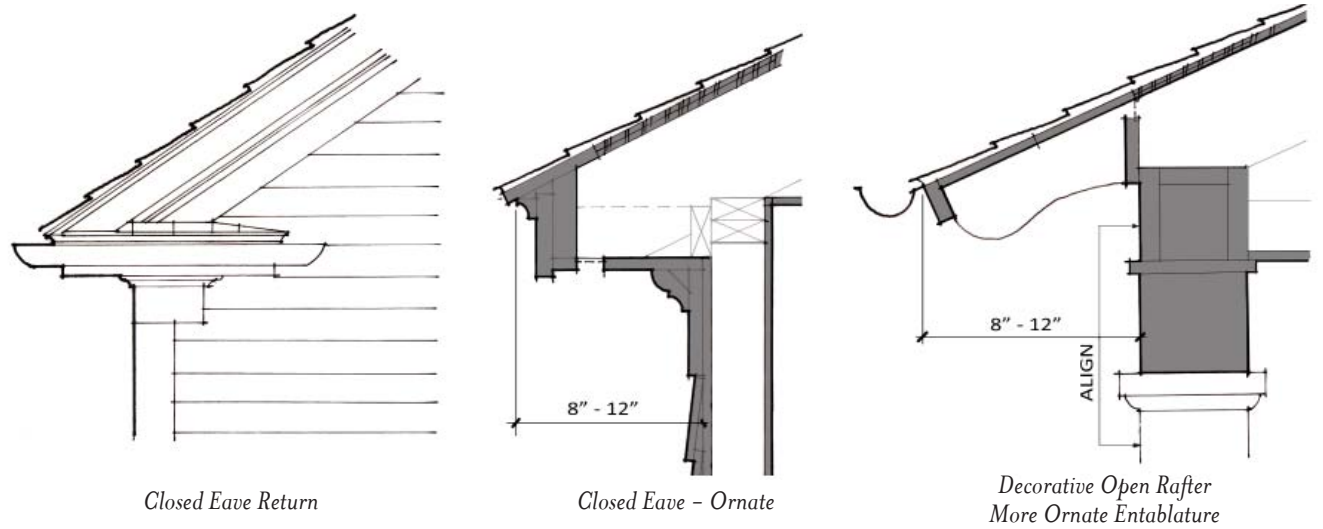 8” - 12”
8” - 12”
ALIGN
Closed Eave Return
Closed Eave – Ornate
Decorative Open Rafter
More Ornate Entablature